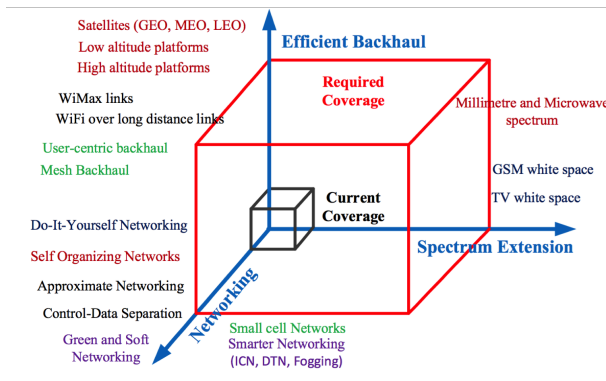 Satellites (GEO, MEO, LEO)
Efficient Backhaul
Low altitude platforms
High altitude platforms
Required
Coverage
WiMax links
WiFi over long distance links
Millimetre and Microwave
spectrum
User-centric backhaul
Mesh Backhaul
GSM white space
TV white space
Current
Coverage
Do-It-Yourself Networking
Spectrum Extension
Self Organizing Networks
Approximate Networking
Networking
Control-Data Separation
Green and Soft
Networking
Small cell Networks
Smarter Networking
(ICN, DTN, Fogging)